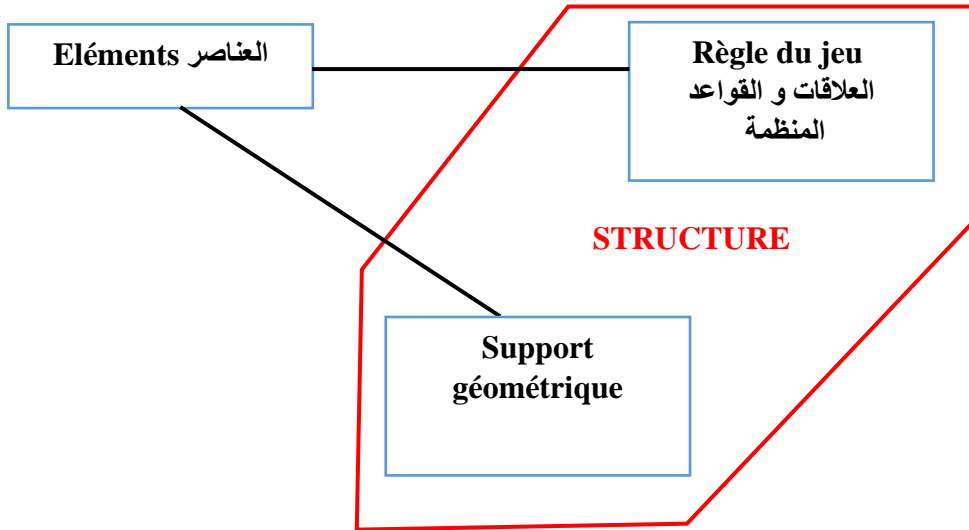 Eléments العناصر
Règle du jeu
العلاقات و القواعد
المنظمة
STRUCTURE
Support
géométrique